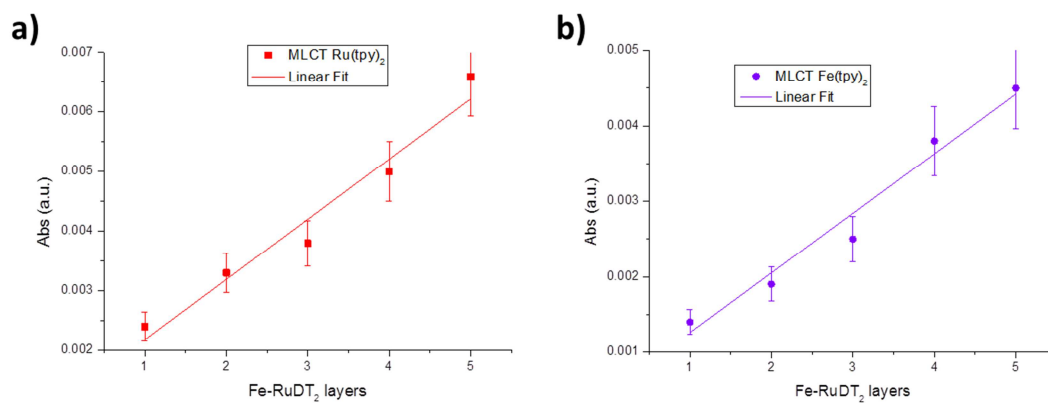 a)
0.007
0.006
0.005
0.004
0.003
0.002
Abs (a.u.)
MLCT Ru(tpy)₂
Linear Fit
1 2 3 4 5
Fe-RuDT₂ layers
b)
0.005
0.004
0.003
0.002
0.001
Abs (a.u.)
MLCT Fe(tpy)₂
Linear Fit
1 2 3 4 5
Fe-RuDT₂ layers